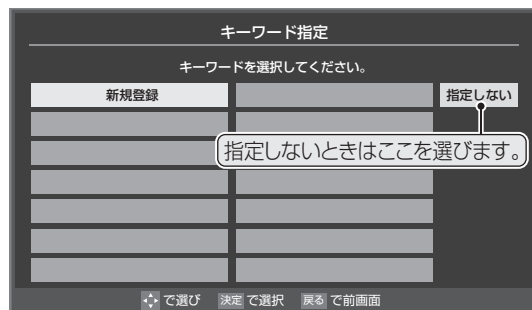 キーワード指定
キーワードを選択してください。
新規登録
指定しない
指定しないときはここを選びます。
で選び 決定 で選択 戻る で前画面